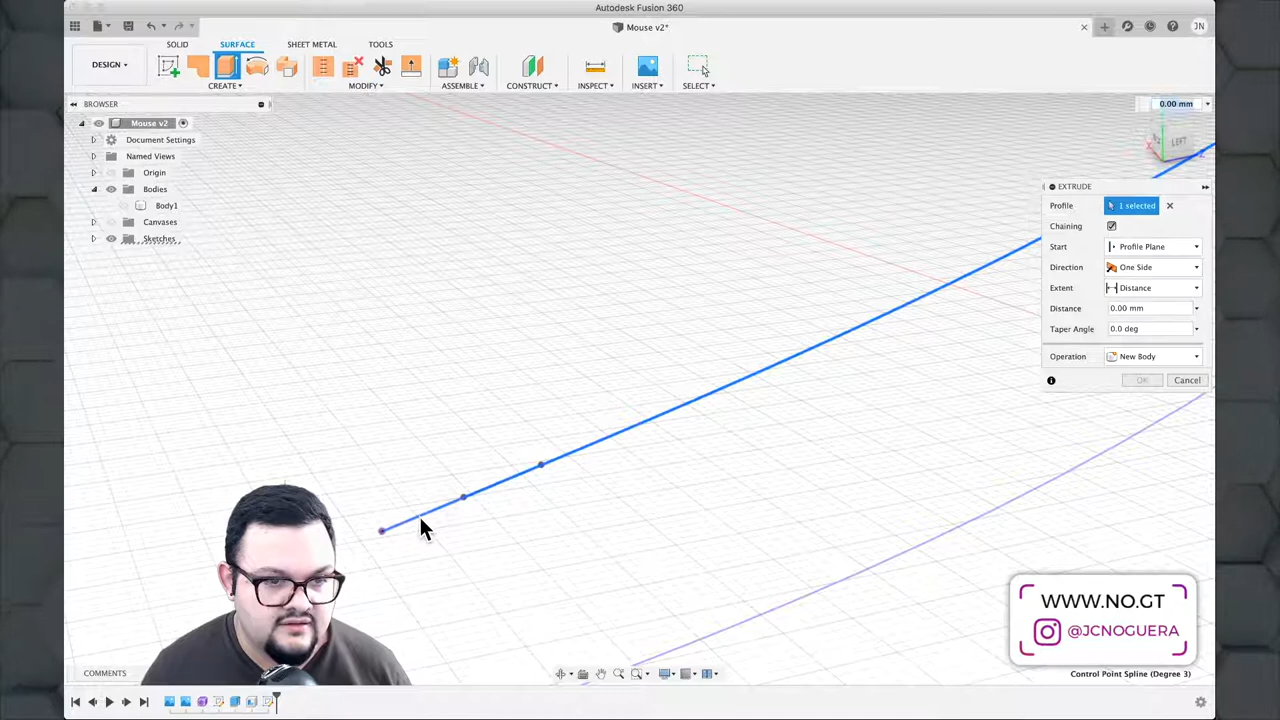 Autodesk Fusion 360
Mouse v2*
JN
SOLID
SURFACE
SHEET METAL
TOOLS
DESIGN
CREATE
MODIFY
ASSEMBLE
CONSTRUCT
INSPECT
INSERT
SELECT
BROWSER
Mouse v2
Document Settings
Named Views
Origin
Bodies
Body1
Canvases
Sketches
0.00 mm
LEFT
EXTRUDE
Profile
1 selected
Chaining
Start
Profile Plane
Direction
One Side
Extent
Distance
Distance
0.00 mm
Taper Angle
0.0 deg
Operation
New Body
OK
Cancel
WWW.NO.GT
@JCNOGUERA
Control Point Spline (Degree 3)
COMMENTS